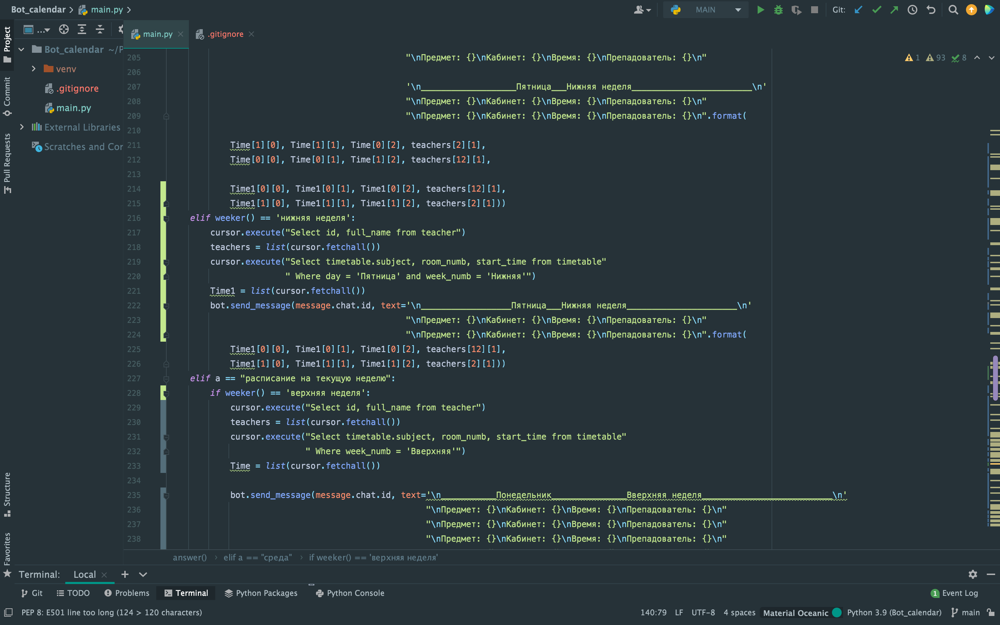 Bot_calendar > main.py >
MAIN
Git:
Project
Commit
Pull Requests
Structure
Favorites
...
Bot_calendar ~/P
venv
.gitignore
main.py
External Libraries
Scratches and Cor
main.py
.gitignore
1 93 8
205 "\nПредмет: {}\nКабинет: {}\nВремя: {}\nПрепадователь: {}\n"
206
207 '\n___________________Пятница___Нижняя неделя________________________\n'
208 "\nПредмет: {}\nКабинет: {}\nВремя: {}\nПрепадователь: {}\n"
209 "\nПредмет: {}\nКабинет: {}\nВремя: {}\nПрепадователь: {}\n".format(
210
211 Time[1][0], Time[1][1], Time[0][2], teachers[2][1],
212 Time[0][0], Time[0][1], Time[1][2], teachers[12][1],
213
214 Time1[0][0], Time1[0][1], Time1[0][2], teachers[12][1],
215 Time1[1][0], Time1[1][1], Time1[1][2], teachers[2][1]))
216 elif weeker() == 'нижняя неделя':
217 cursor.execute("Select id, full_name from teacher")
218 teachers = list(cursor.fetchall())
219 cursor.execute("Select timetable.subject, room_numb, start_time from timetable"
220 " Where day = 'Пятница' and week_numb = 'Нижняя'")
221 Time1 = list(cursor.fetchall())
222 bot.send_message(message.chat.id, text='\n__________________Пятница___Нижняя неделя______________________\n'
223 "\nПредмет: {}\nКабинет: {}\nВремя: {}\nПрепадователь: {}\n"
224 "\nПредмет: {}\nКабинет: {}\nВремя: {}\nПрепадователь: {}\n".format(
225 Time1[0][0], Time1[0][1], Time1[0][2], teachers[12][1],
226 Time1[1][0], Time1[1][1], Time1[1][2], teachers[2][1]))
227 elif a == "расписание на текущую неделю":
228 if weeker() == 'верхняя неделя':
229 cursor.execute("Select id, full_name from teacher")
230 teachers = list(cursor.fetchall())
231 cursor.execute("Select timetable.subject, room_numb, start_time from timetable"
232 " Where week_numb = 'Вверхняя'")
233 Time = list(cursor.fetchall())
234
235 bot.send_message(message.chat.id, text='\n___________Понедельник_______________Вверхняя неделя__________________________\n'
236 "\nПредмет: {}\nКабинет: {}\nВремя: {}\nПрепадователь: {}\n"
237 "\nПредмет: {}\nКабинет: {}\nВремя: {}\nПрепадователь: {}\n"
238 "\nПредмет: {}\nКабинет: {}\nВремя: {}\nПрепадователь: {}\n"
answer() > elif a == "среда" > if weeker() == 'верхняя неделя'
Terminal: Local
Git TODO Problems Terminal Python Packages Python Console 1 Event Log
PEP 8: E501 line too long (124 > 120 characters) 140:79 LF UTF-8 4 spaces Material Oceanic Python 3.9 (Bot_calendar) main